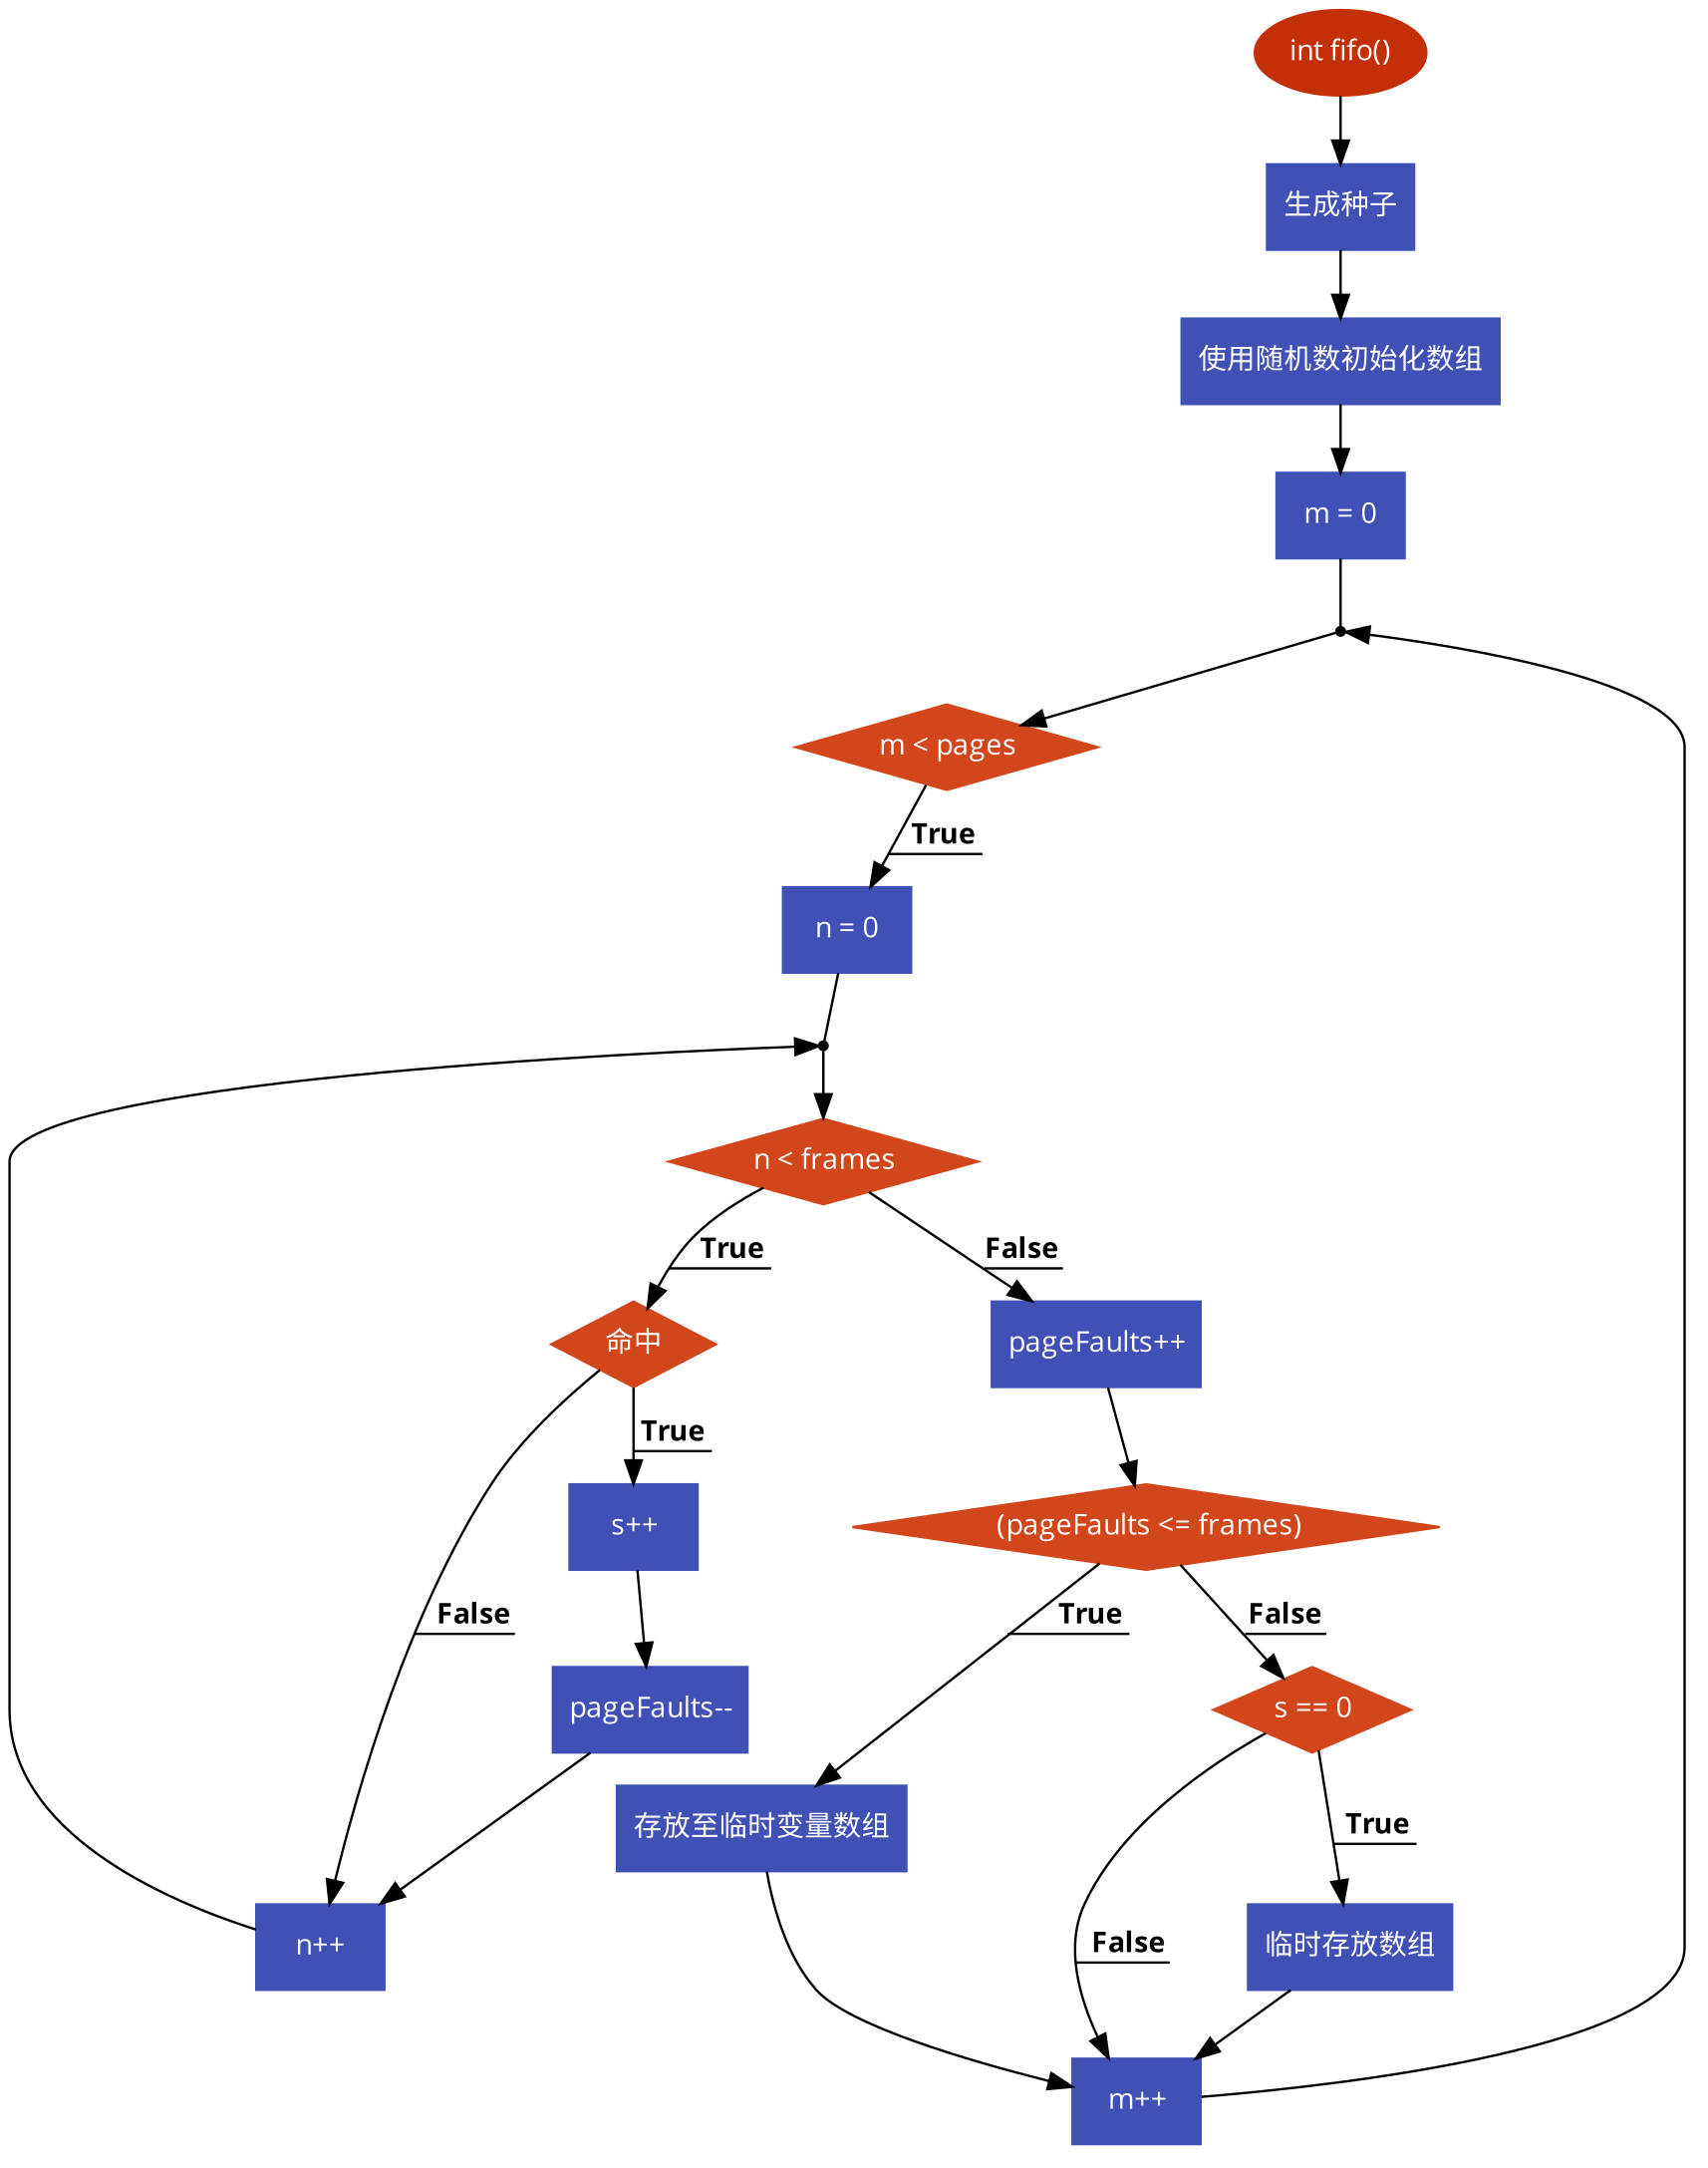 int fifo()
生成种子
使用随机数初始化数组
m = 0
m < pages
True
n = 0
n < frames
True
False
命中
pageFaults++
True
s++
(pageFaults <= frames)
False
True
False
pageFaults--
s == 0
存放至临时变量数组
True
False
n++
临时存放数组
m++